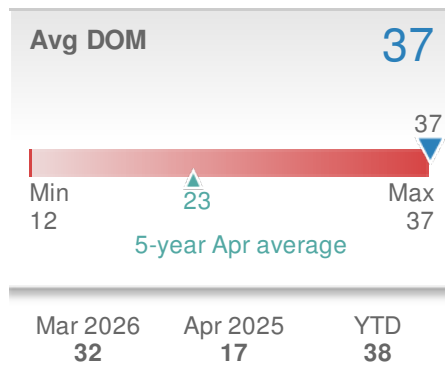 Avg DOM 37
37
Min Max
12 23 37
5-year Apr average
Mar 2026 Apr 2025 YTD
32 17 38